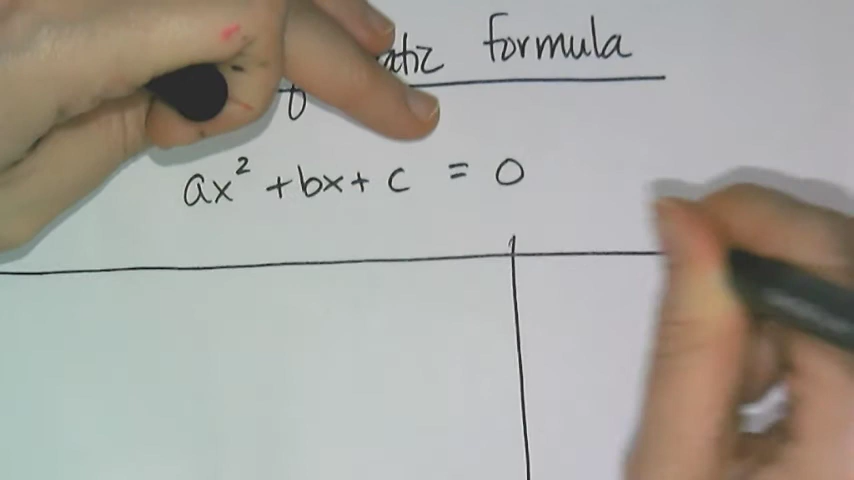 formula
ax² + bx + c = 0